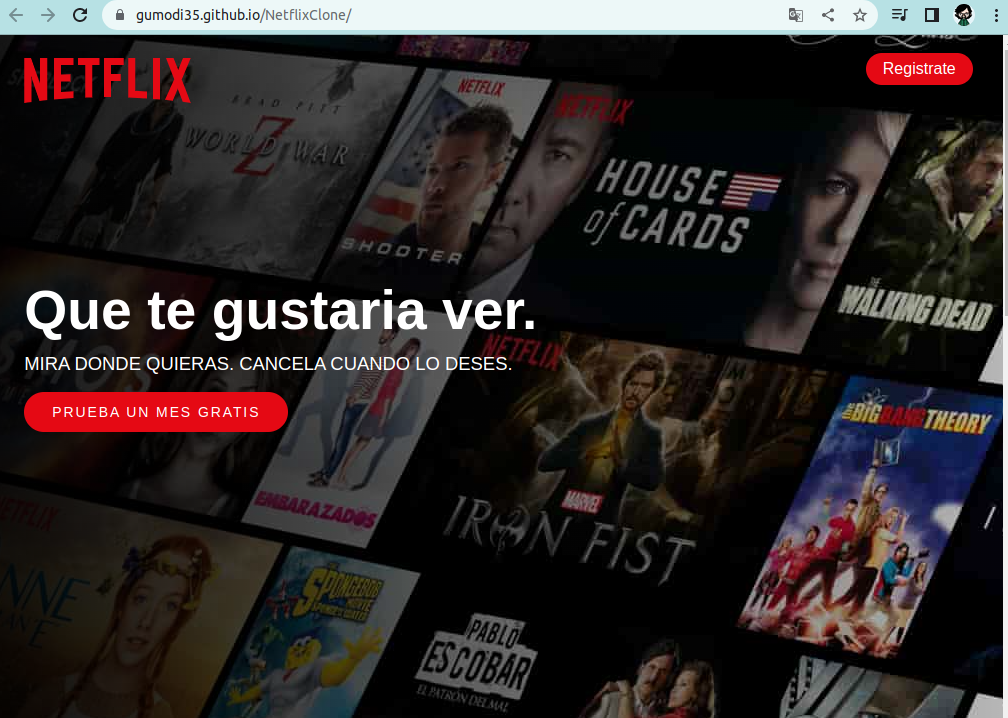 gumodi35.github.io/NetflixClone/
NETFLIX
Registrate
BRAD PITT
WORLD WAR Z
NETFLIX
SHOOTER
NETFLIX
HOUSE
of CARDS
THE
WALKING DEAD
Que te gustaria ver.
MIRA DONDE QUIERAS. CANCELA CUANDO LO DESES.
PRUEBA UN MES GRATIS
NETFLIX
EMBARAZADOS
MARVEL
IRON FIST
THE BIG BANG THEORY
NETFLIX
SPONGEBOB
PABLO
ESCOBAR
EL PATRÓN DEL MAL